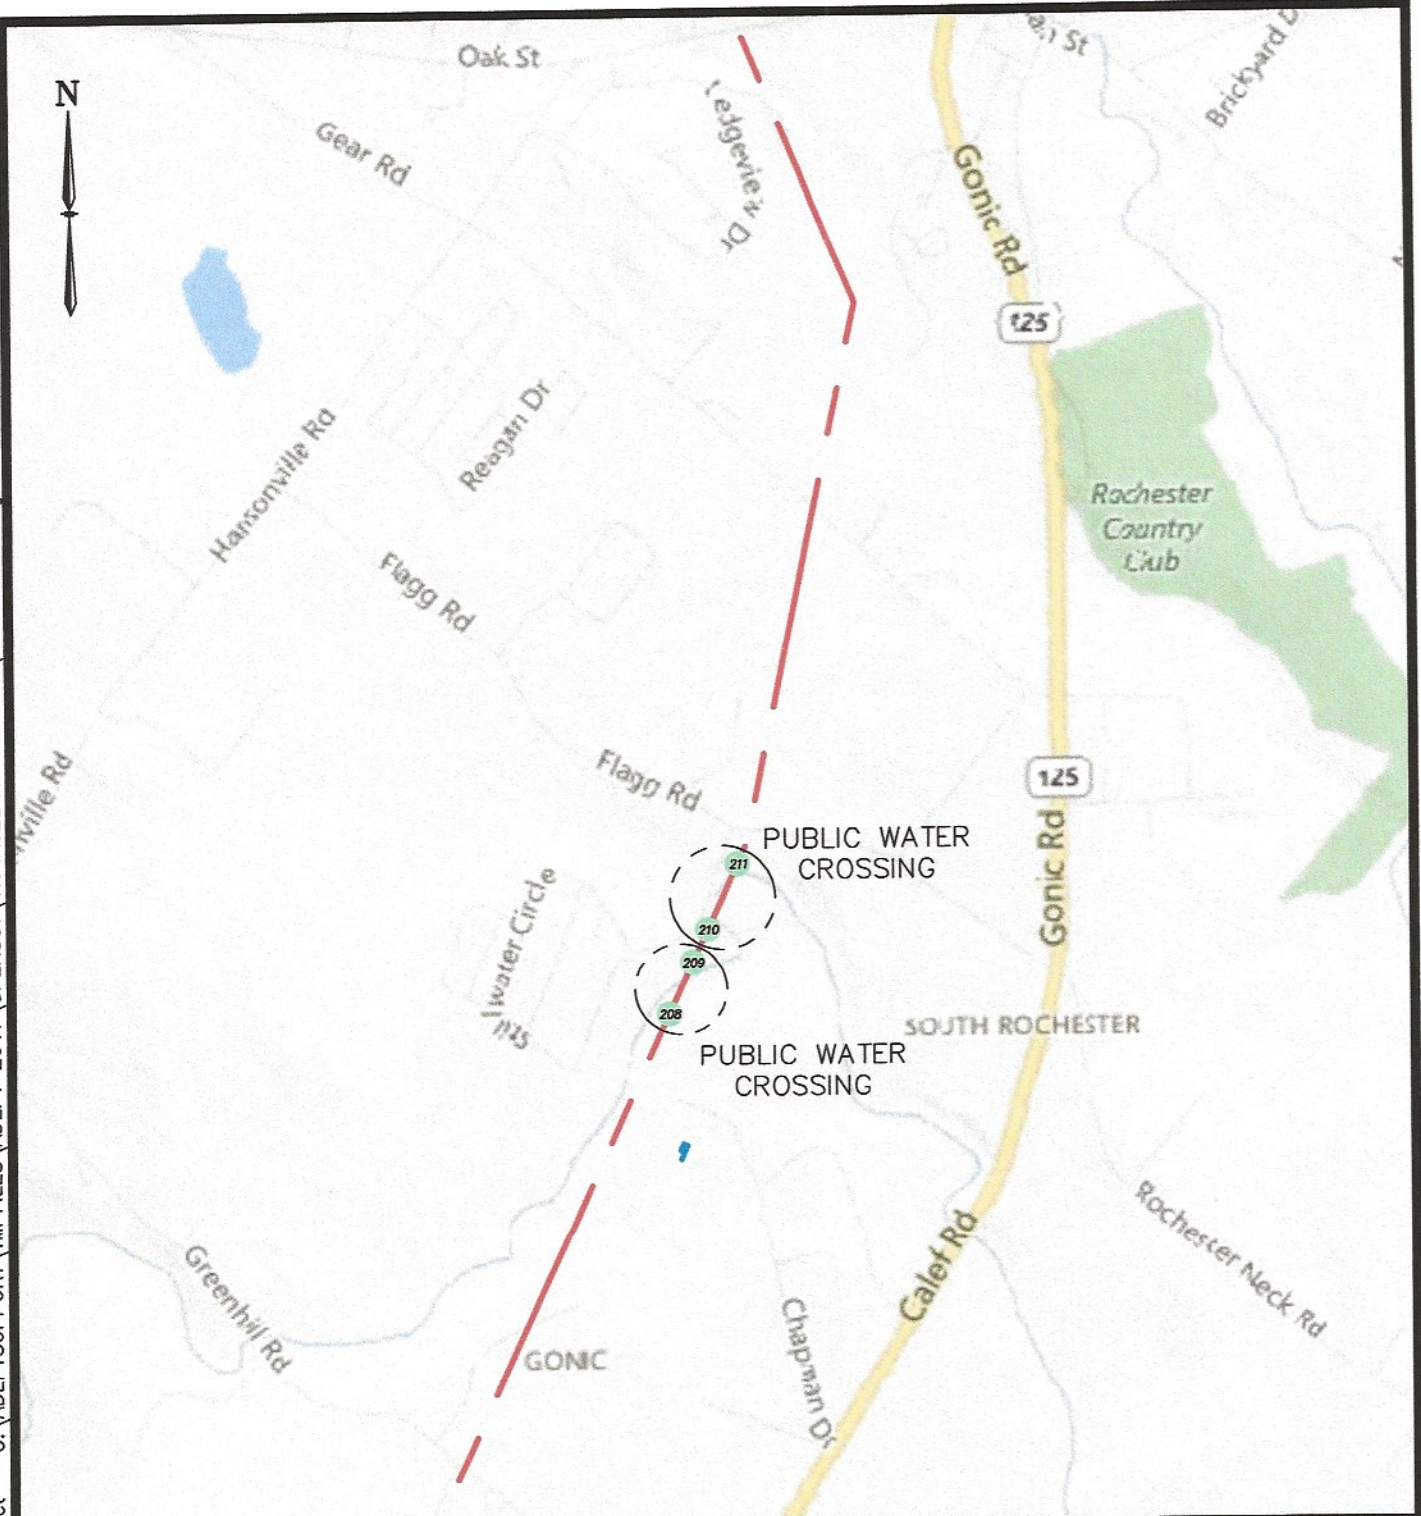 Oak St
N
Gear Rd
Ledgeview Dr
Brickyard D
Gonic Rd
125
Hansonville Rd
Reagan Dr
Rochester
Country
Club
Flagg Rd
Flagg Rd
125
PUBLIC WATER
CROSSING
211
Gonic Rd
210
209
208
SOUTH ROCHESTER
PUBLIC WATER
CROSSING
Calef Rd
Rochester Neck Rd
Greenhill Rd
Chapman Dr
GONIC